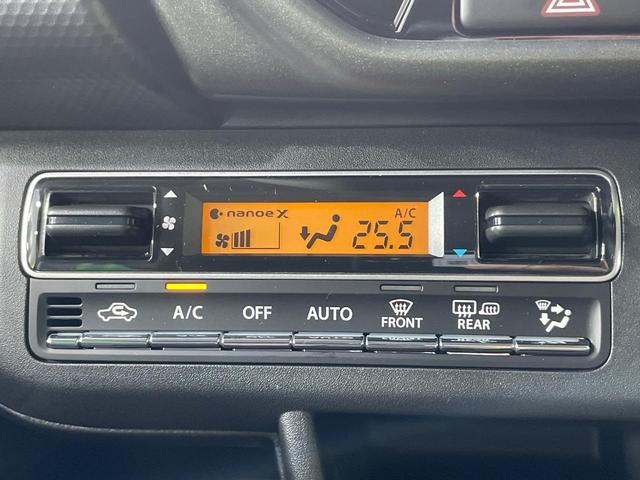 nanoe X
A/C
25.5
A/C
OFF
AUTO
FRONT
REAR